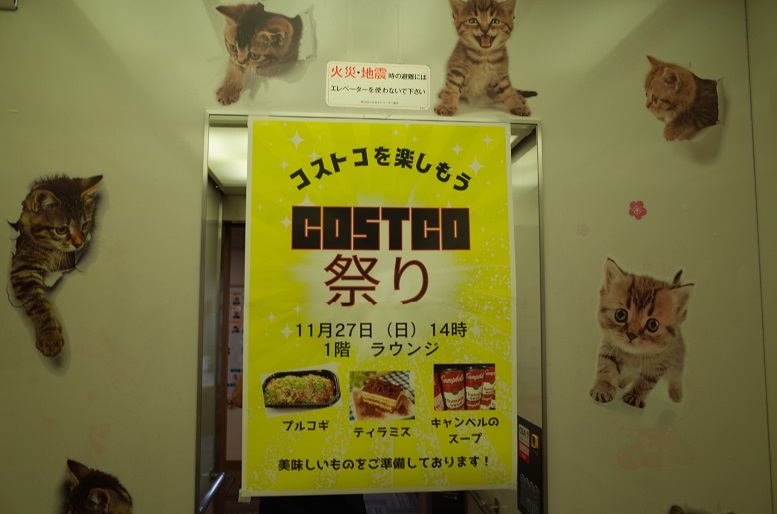 火災・地震時の避難には
エレベーターを使わないで下さい
コストコを楽しもう
COSTCO
祭り
11月27日（日）14時
1階　ラウンジ
プルコギ
ティラミス
Campbell's
キャンベルの
スープ
美味しいものをご準備しております！